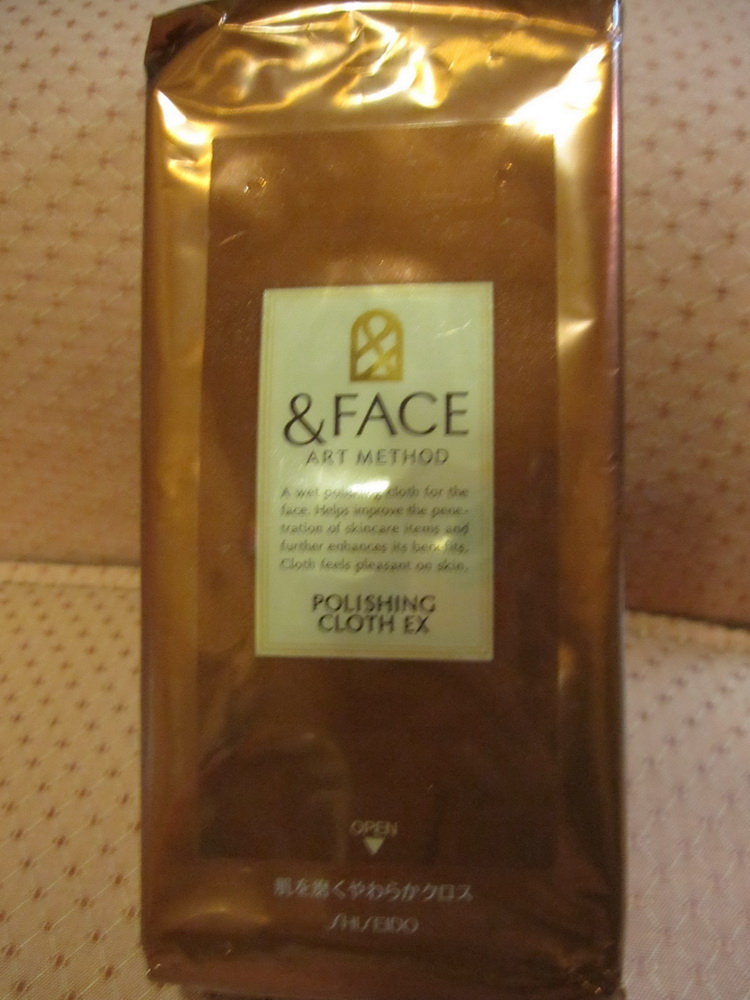 &FACE
ART METHOD
A wet polishing cloth for the
face. Helps improve the pene-
tration of skincare items and
further enhances its benefits.
Cloth feels pleasant on skin.
POLISHING
CLOTH EX
OPEN
肌を磨くやわらかクロス
SHISEIDO